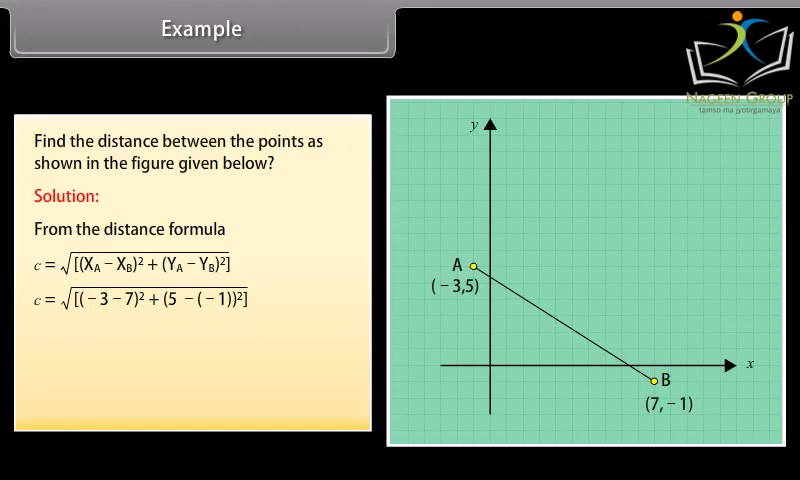 Example
NAGEEN GROUP
tamso ma jyotirgamaya
Find the distance between the points as
shown in the figure given below?
Solution:
From the distance formula
c = √[(X_A − X_B)² + (Y_A − Y_B)²]
c = √[(− 3 − 7)² + (5 − (− 1))²]
y
A
(− 3,5)
x
B
(7, − 1)